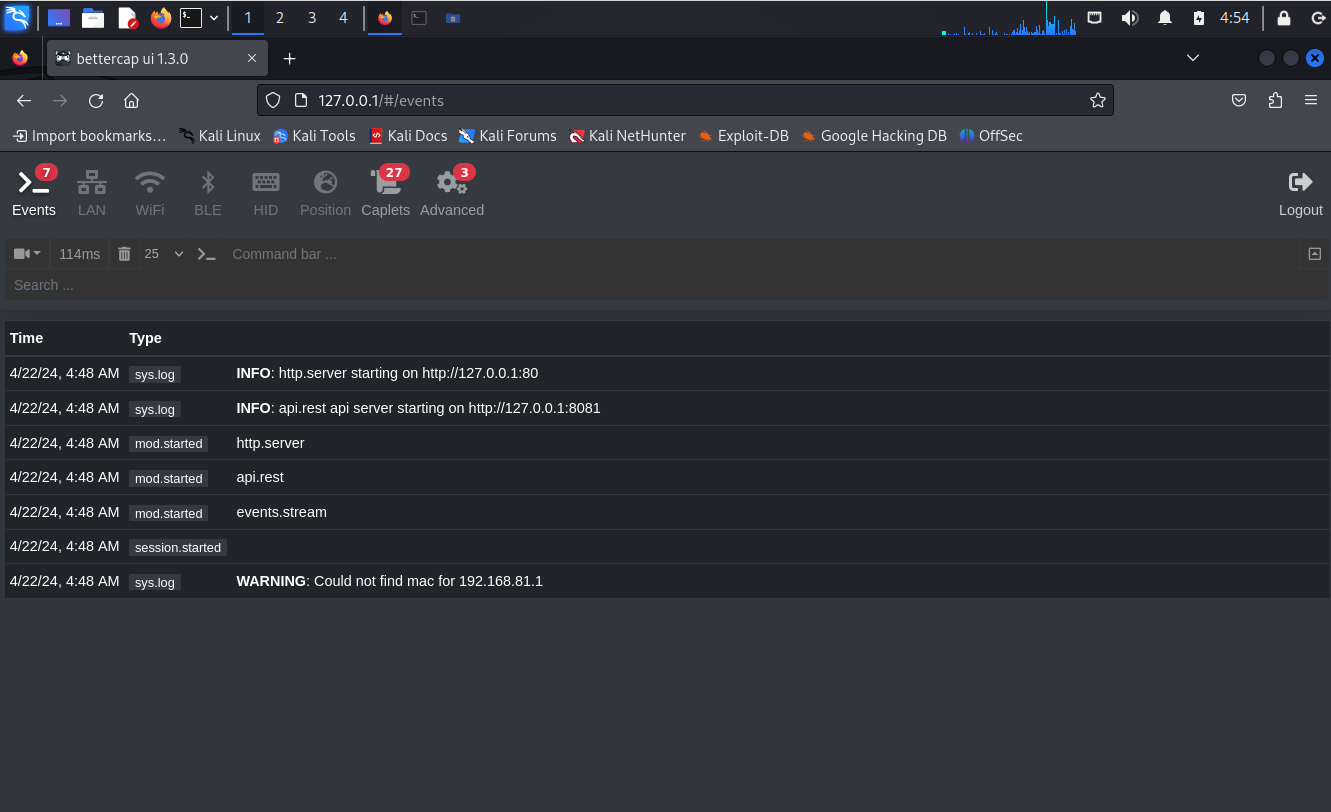 1 2 3 4 4:54
bettercap ui 1.3.0
127.0.0.1/#/events
Import bookmarks… Kali Linux Kali Tools Kali Docs Kali Forums Kali NetHunter Exploit-DB Google Hacking DB OffSec
7 27 3
Events LAN WiFi BLE HID Position Caplets Advanced Logout
114ms 25 Command bar ...
Search ...
Time Type
4/22/24, 4:48 AM sys.log INFO: http.server starting on http://127.0.0.1:80
4/22/24, 4:48 AM sys.log INFO: api.rest api server starting on http://127.0.0.1:8081
4/22/24, 4:48 AM mod.started http.server
4/22/24, 4:48 AM mod.started api.rest
4/22/24, 4:48 AM mod.started events.stream
4/22/24, 4:48 AM session.started
4/22/24, 4:48 AM sys.log WARNING: Could not find mac for 192.168.81.1